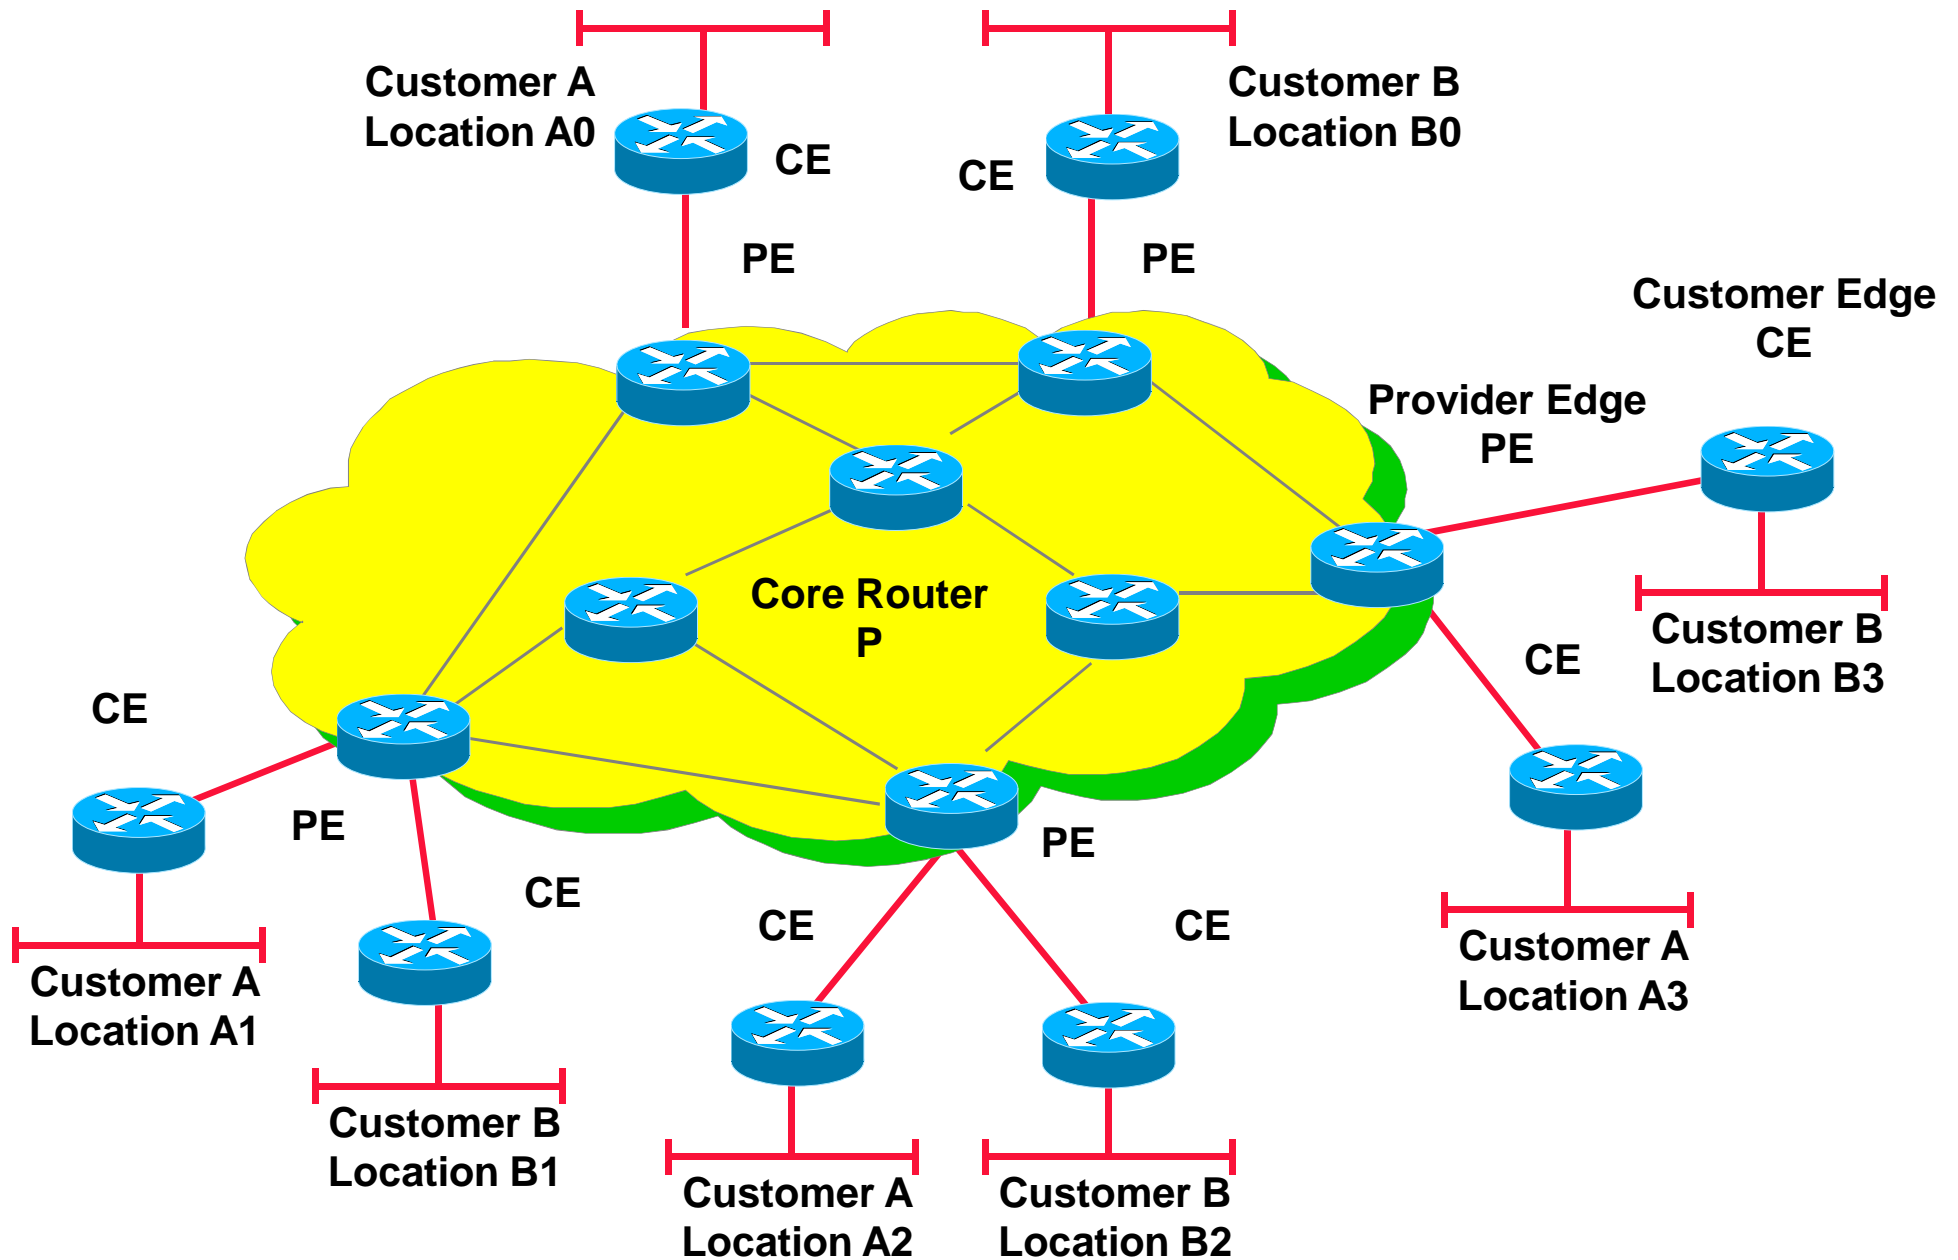 Customer A
Location A0
CE
Customer B
Location B0
CE
PE
PE
Customer Edge
CE
Provider Edge
PE
Core Router
P
Customer B
Location B3
CE
CE
PE
PE
CE
CE
CE
Customer A
Location A3
Customer A
Location A1
Customer B
Location B1
Customer A
Location A2
Customer B
Location B2